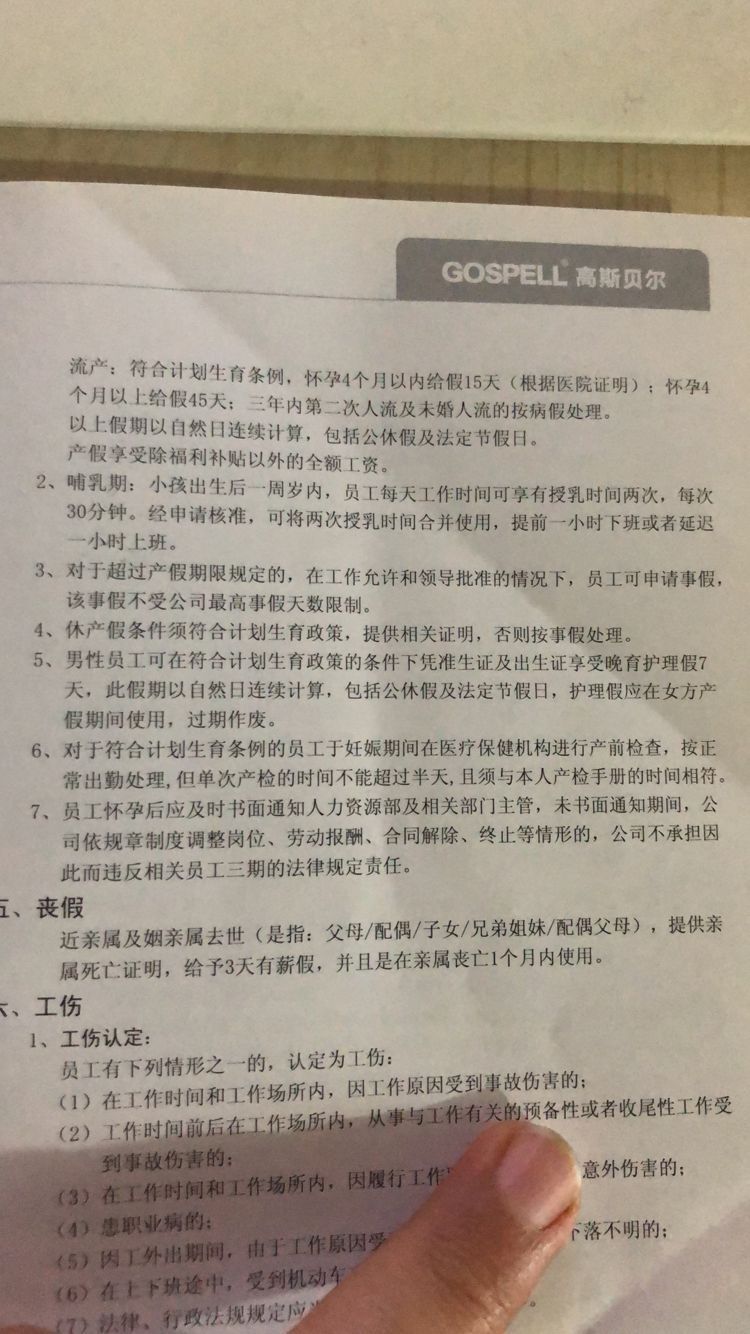 GOSPELL® 高斯贝尔
流产：符合计划生育条例，怀孕4个月以内给假15天（根据医院证明）；怀孕4
个月以上给假45天；三年内第二次人流及未婚人流的按病假处理。
以上假期以自然日连续计算，包括公休假及法定节假日。
产假享受除福利补贴以外的全额工资。
2、哺乳期：小孩出生后一周岁内，员工每天工作时间可享有授乳时间两次，每次
30分钟。经申请核准，可将两次授乳时间合并使用，提前一小时下班或者延迟
一小时上班。
3、对于超过产假期限规定的，在工作允许和领导批准的情况下，员工可申请事假，
该事假不受公司最高事假天数限制。
4、休产假条件须符合计划生育政策，提供相关证明，否则按事假处理。
5、男性员工可在符合计划生育政策的条件下凭准生证及出生证享受晚育护理假7
天，此假期以自然日连续计算，包括公休假及法定节假日，护理假应在女方产
假期间使用，过期作废。
6、对于符合计划生育条例的员工于妊娠期间在医疗保健机构进行产前检查，按正
常出勤处理,但单次产检的时间不能超过半天,且须与本人产检手册的时间相符。
7、员工怀孕后应及时书面通知人力资源部及相关部门主管，未书面通知期间，公
司依规章制度调整岗位、劳动报酬、合同解除、终止等情形的，公司不承担因
此而违反相关员工三期的法律规定责任。
五、丧假
近亲属及姻亲属去世（是指：父母/配偶/子女/兄弟姐妹/配偶父母），提供亲
属死亡证明，给予3天有薪假，并且是在亲属丧亡1个月内使用。
六、工伤
1、工伤认定：
员工有下列情形之一的，认定为工伤：
（1）在工作时间和工作场所内，因工作原因受到事故伤害的；
（2）工作时间前后在工作场所内，从事与工作有关的预备性或者收尾性工作受
到事故伤害的；
（3）在工作时间和工作场所内，因履行工作 意外伤害的；
（4）患职业病的；
（5）因工外出期间，由于工作原因受 下落不明的；
（6）在上下班途中，受到机动车
（7）法律、行政法规规定应 。